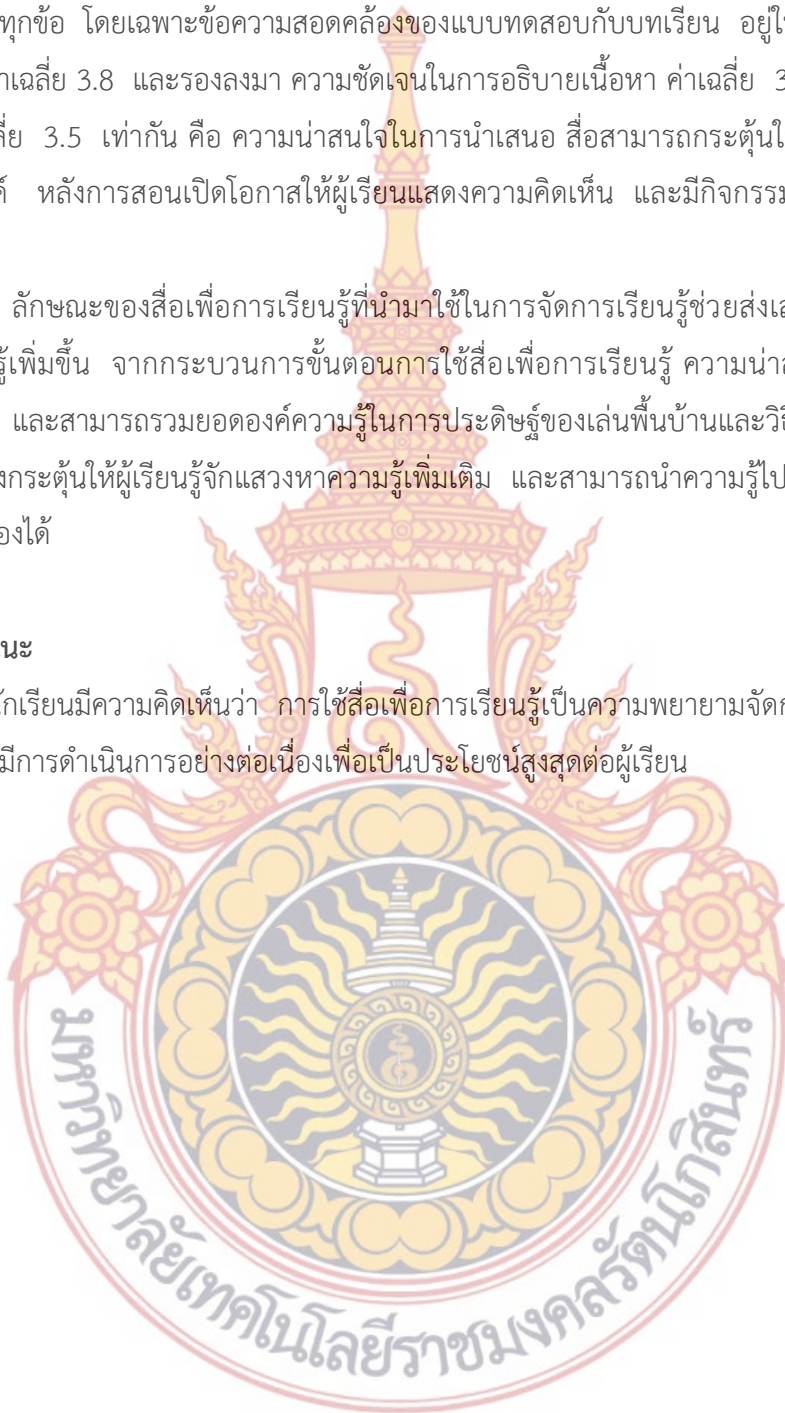 ทุกข้อ โดยเฉพาะข้อความสอดคล้องของแบบทดสอบกับบทเรียน อยู่ใ
าเฉลี่ย 3.8 และรองลงมา ความชัดเจนในการอธิบายเนื้อหา ค่าเฉลี่ย 3
ลี่ย 3.5 เท่ากัน คือ ความน่าสนใจในการนำเสนอ สื่อสามารถกระตุ้นใ
ค์ หลังการสอนเปิดโอกาสให้ผู้เรียนแสดงความคิดเห็น และมีกิจกรรม
ลักษณะของสื่อเพื่อการเรียนรู้ที่นำมาใช้ในการจัดการเรียนรู้ช่วยส่งเส
รู้เพิ่มขึ้น จากกระบวนการขั้นตอนการใช้สื่อเพื่อการเรียนรู้ ความน่าส
และสามารถรวมยอดองค์ความรู้ในการประดิษฐ์ของเล่นพื้นบ้านและวิธี
งกระตุ้นให้ผู้เรียนรู้จักแสวงหาความรู้เพิ่มเติม และสามารถนำความรู้ไป
องได้
นะ
ักเรียนมีความคิดเห็นว่า การใช้สื่อเพื่อการเรียนรู้เป็นความพยายามจัดก
มีการดำเนินการอย่างต่อเนื่องเพื่อเป็นประโยชน์สูงสุดต่อผู้เรียน
มหาวิทยาลัยเทคโนโลยีราชมงคลรัตนโกสินทร์